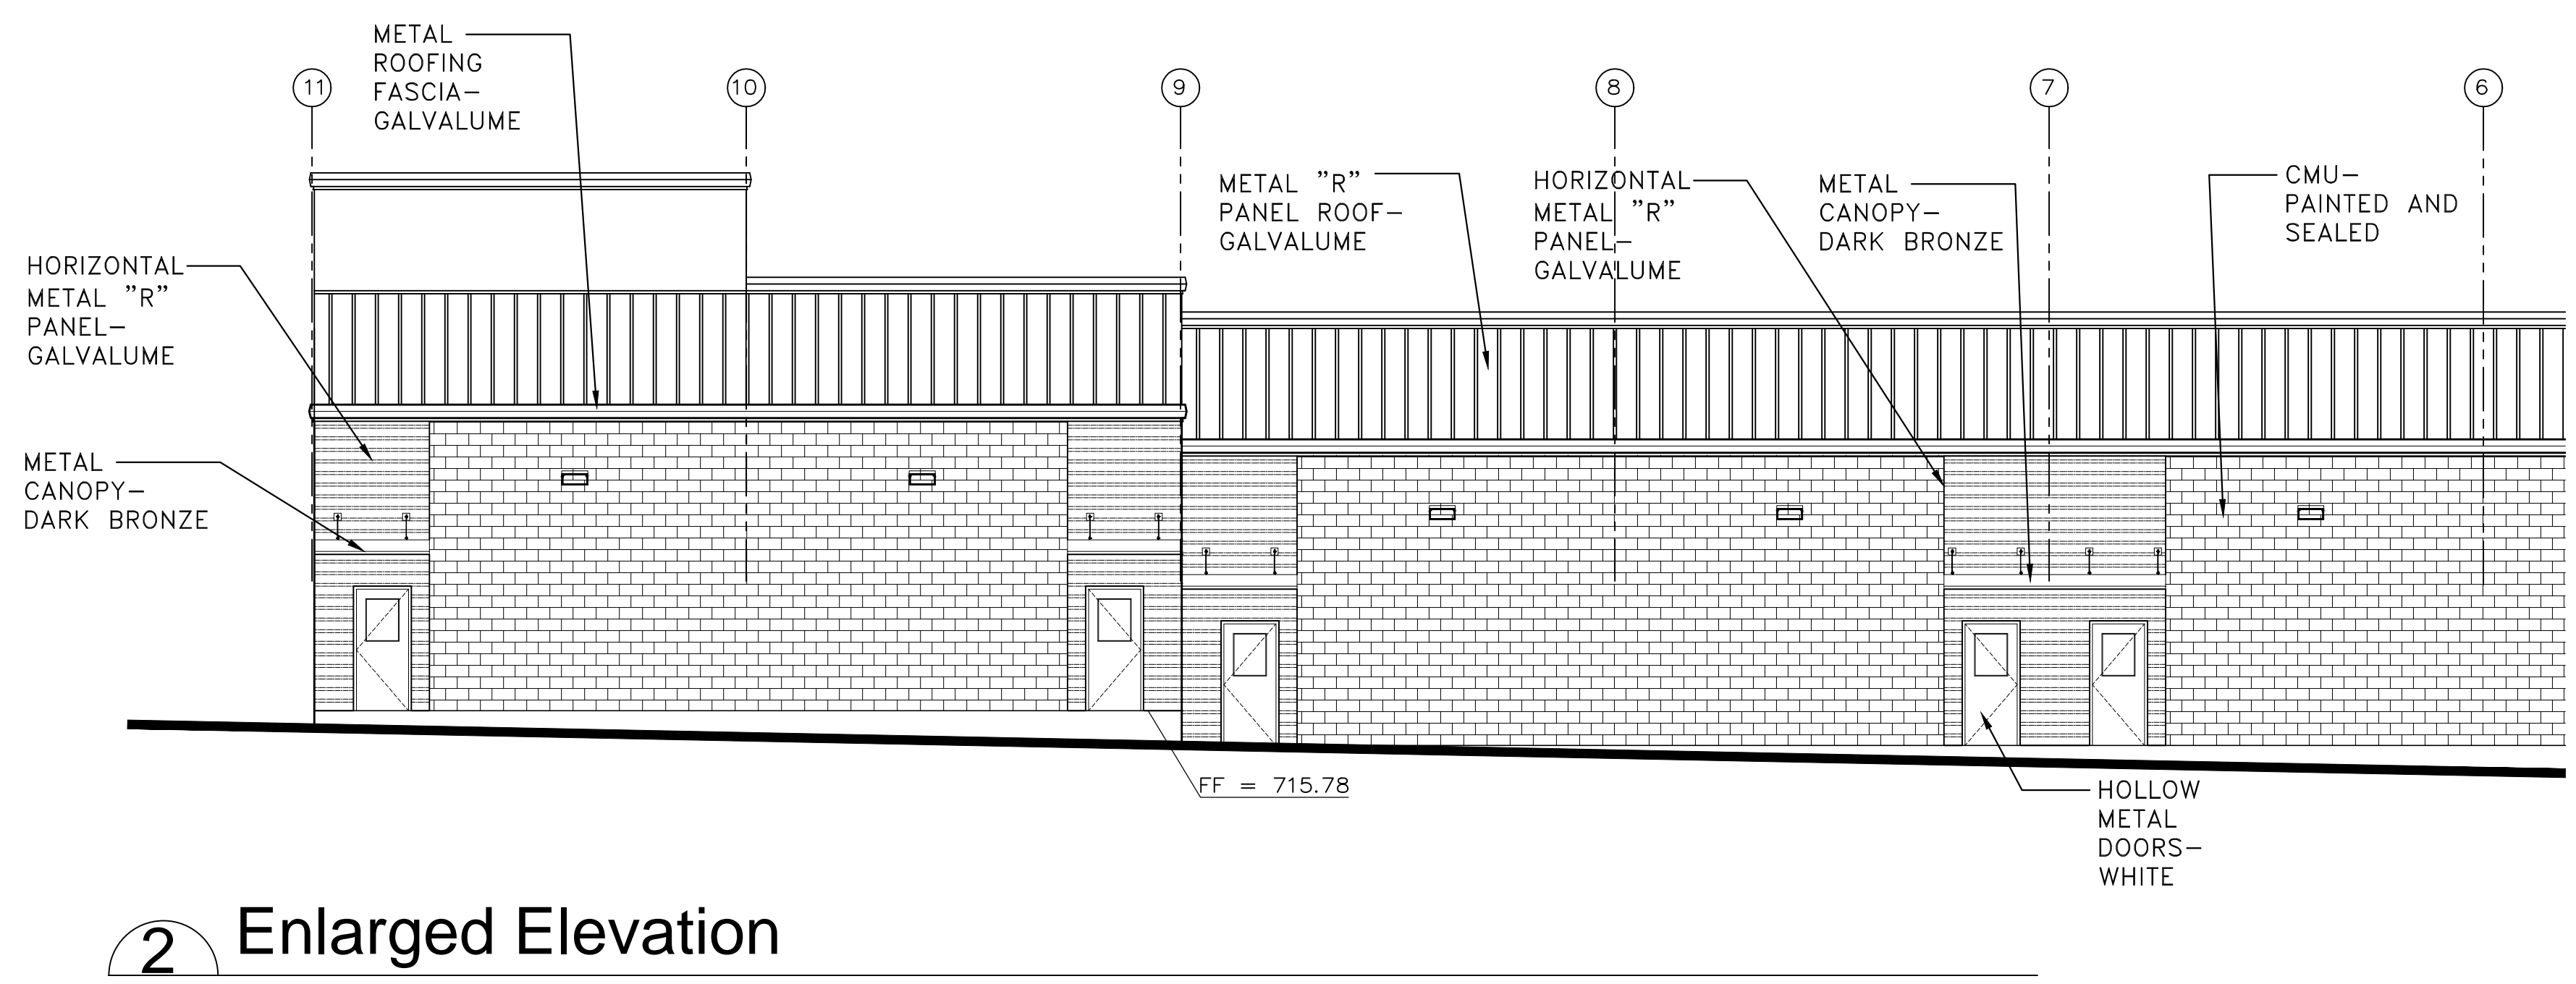 METAL
ROOFING
FASCIA-
GALVALUME
11
10
9
8
7
6
METAL "R"
PANEL ROOF-
GALVALUME
HORIZONTAL
METAL "R"
PANEL-
GALVALUME
METAL
CANOPY-
DARK BRONZE
CMU-
PAINTED AND
SEALED
HORIZONTAL
METAL "R"
PANEL-
GALVALUME
METAL
CANOPY-
DARK BRONZE
FF = 715.78
HOLLOW
METAL
DOORS-
WHITE
2
Enlarged Elevation